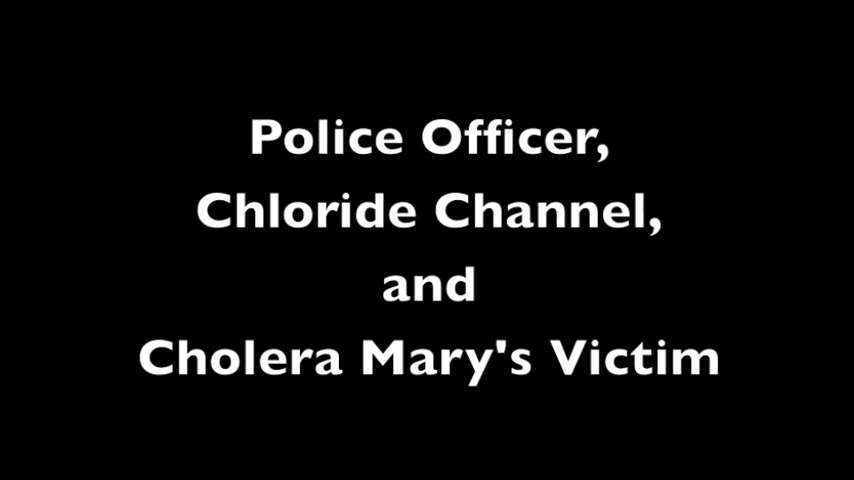 Police Officer,
Chloride Channel,
and
Cholera Mary's Victim